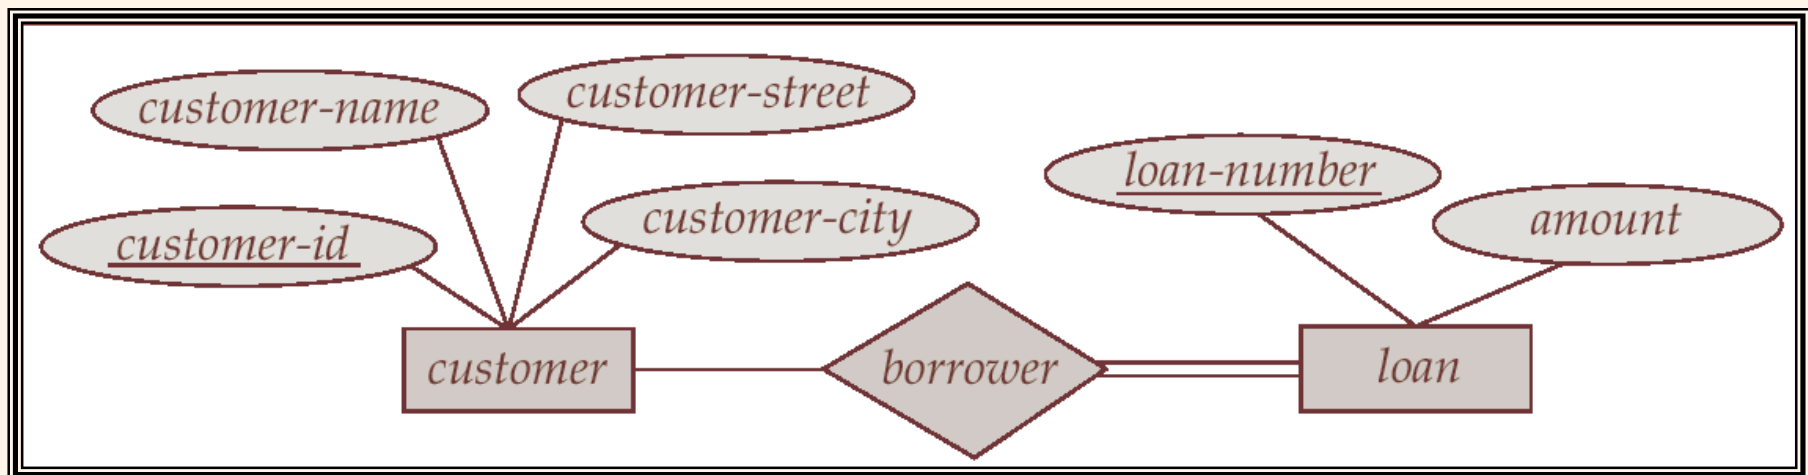 customer-name
customer-street
customer-id
customer-city
loan-number
amount
customer
borrower
loan